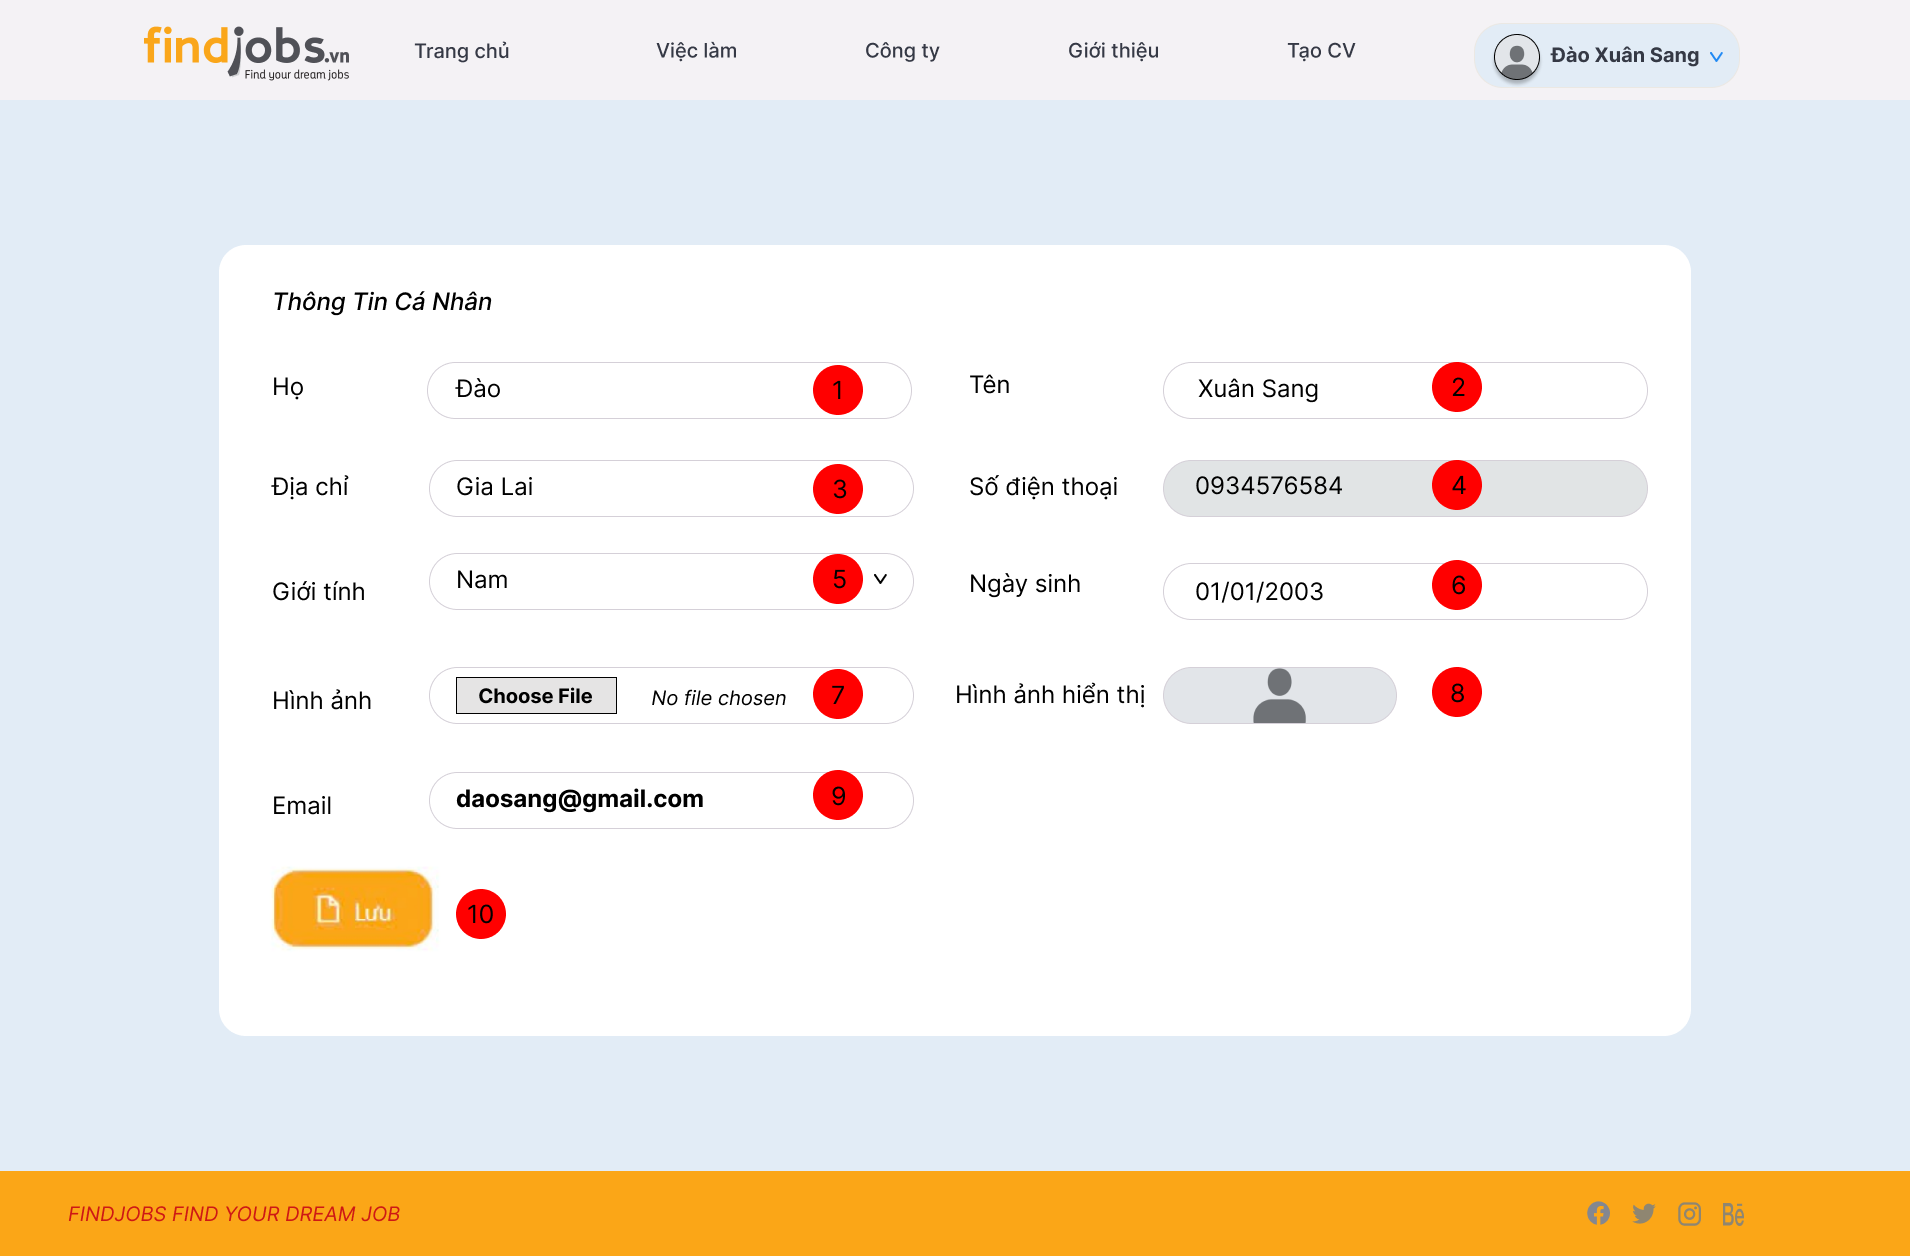 findjobs.vn
Find your dream jobs
Trang chủ
Việc làm
Công ty
Giới thiệu
Tạo CV
Đào Xuân Sang
Thông Tin Cá Nhân
Họ
Đào
1
Tên
Xuân Sang
2
Địa chỉ
Gia Lai
3
Số điện thoại
0934576584
4
Giới tính
Nam
5
Ngày sinh
01/01/2003
6
Hình ảnh
Choose File
No file chosen
7
Hình ảnh hiển thị
8
Email
daosang@gmail.com
9
Lưu
10
FINDJOBS FIND YOUR DREAM JOB